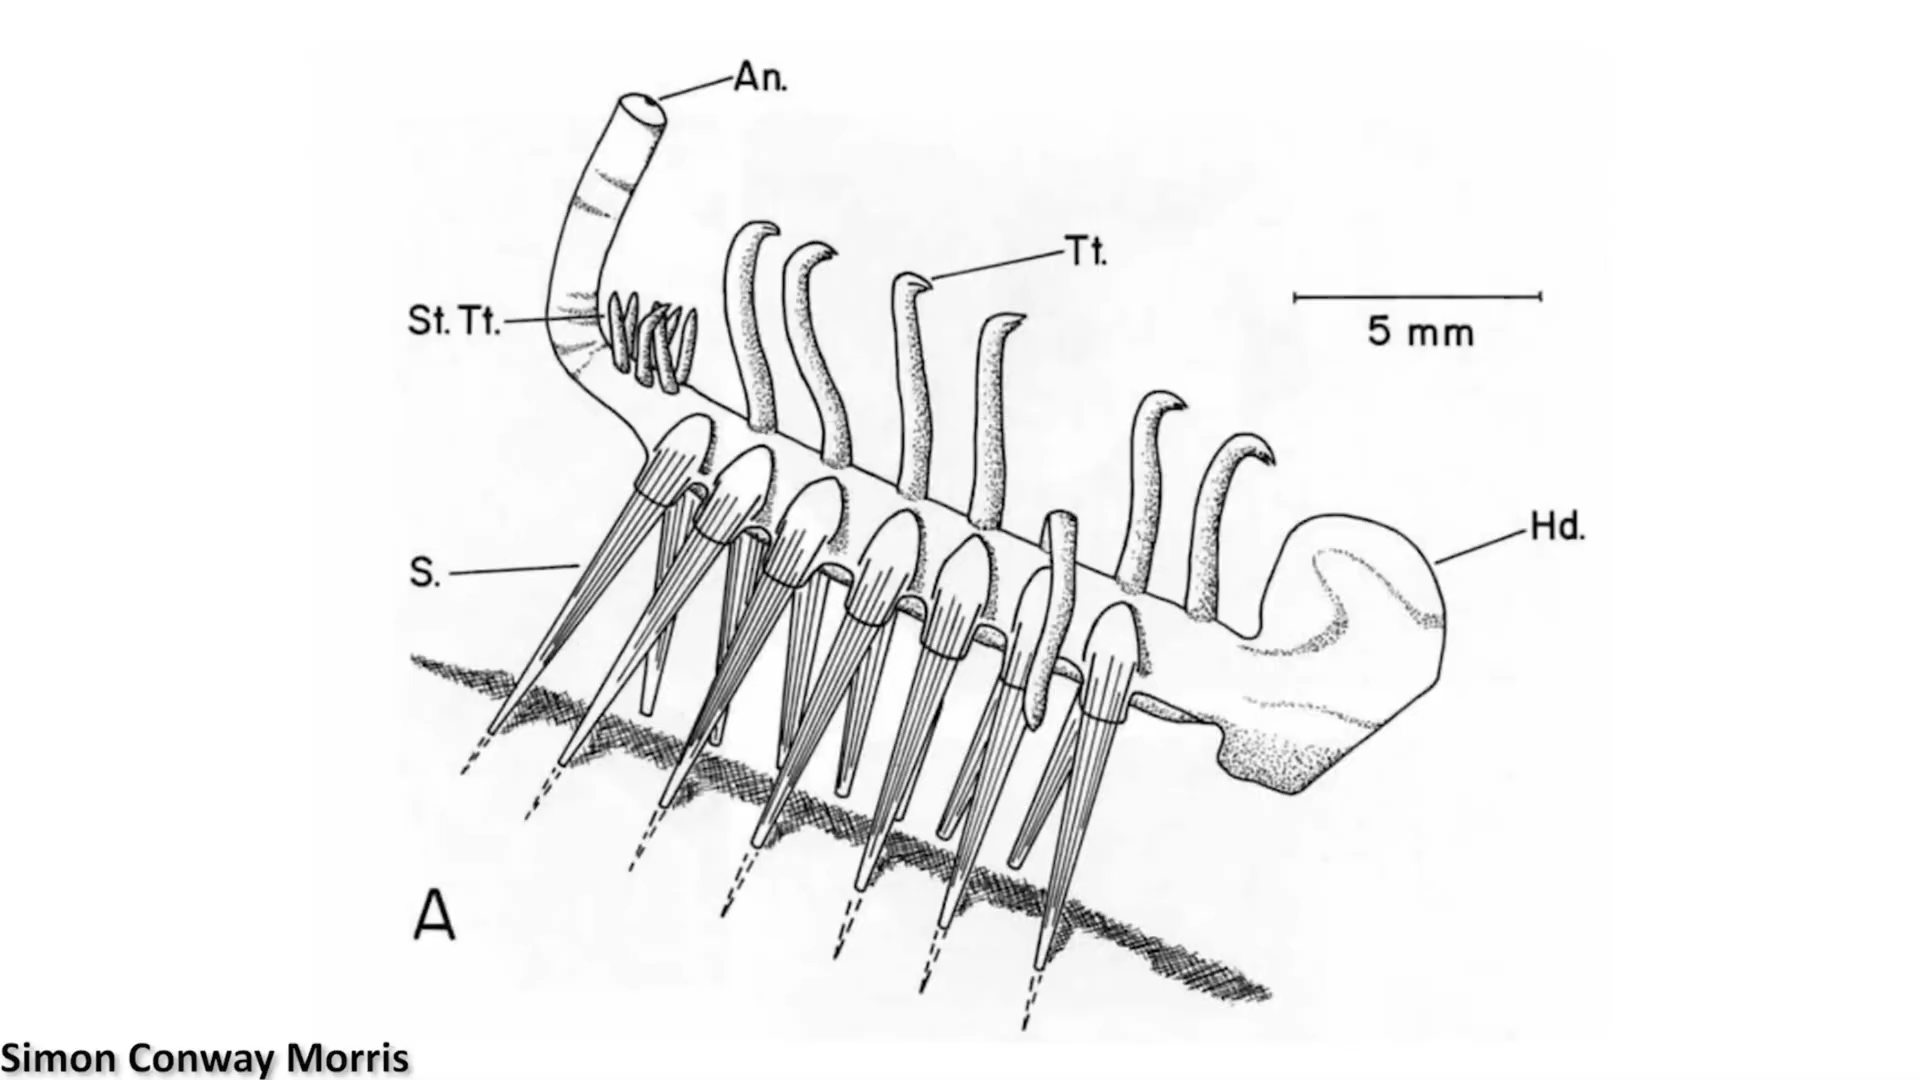 An.
Tt.
St. Tt.
5 mm
Hd.
S.
A
Simon Conway Morris